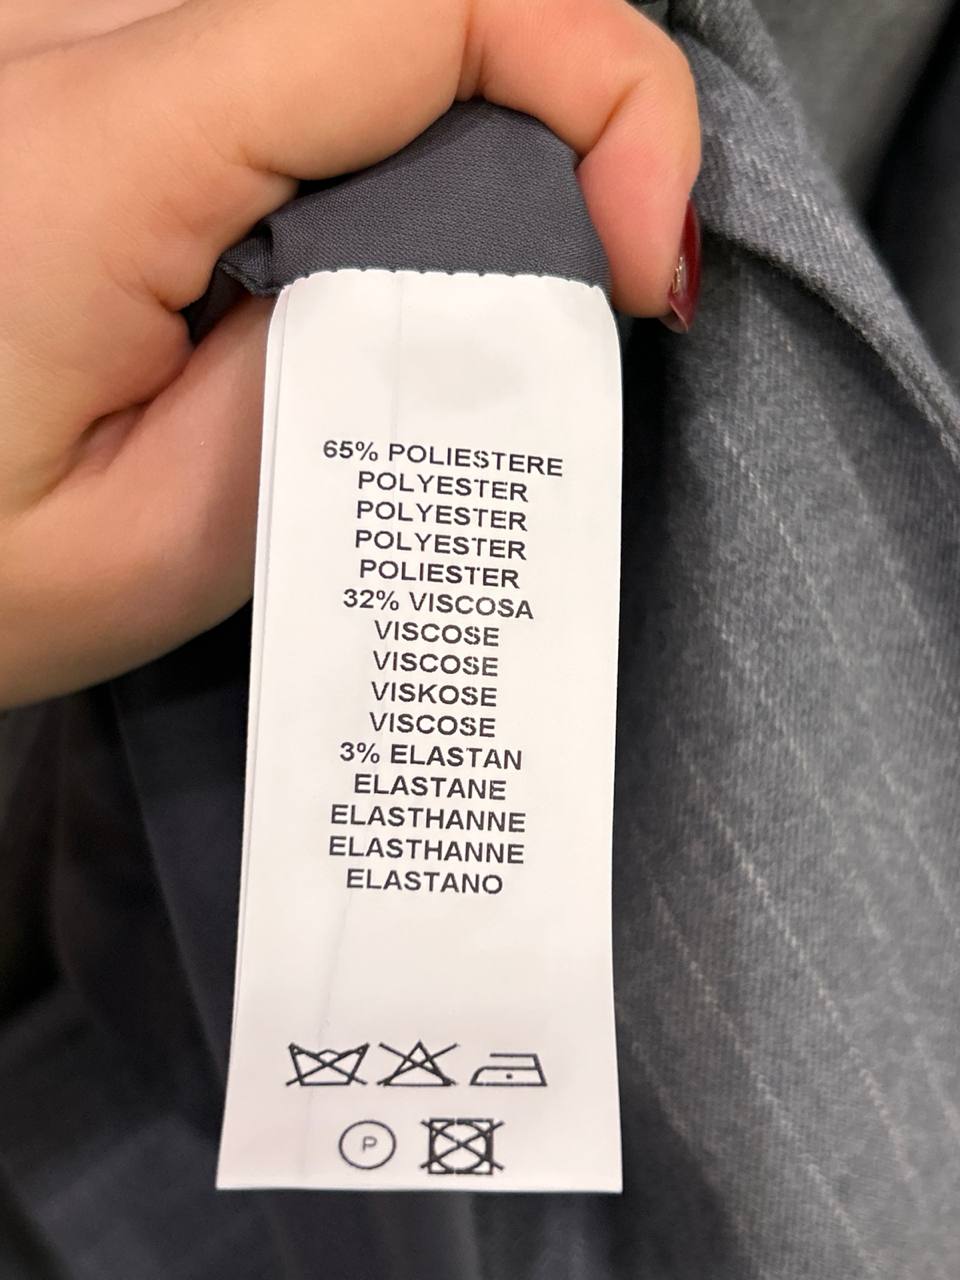 65% POLIESTERE
POLYESTER
POLYESTER
POLYESTER
POLIESTER
32% VISCOSA
VISCOSE
VISCOSE
VISKOSE
VISCOSE
3% ELASTAN
ELASTANE
ELASTHANNE
ELASTHANNE
ELASTANO
P